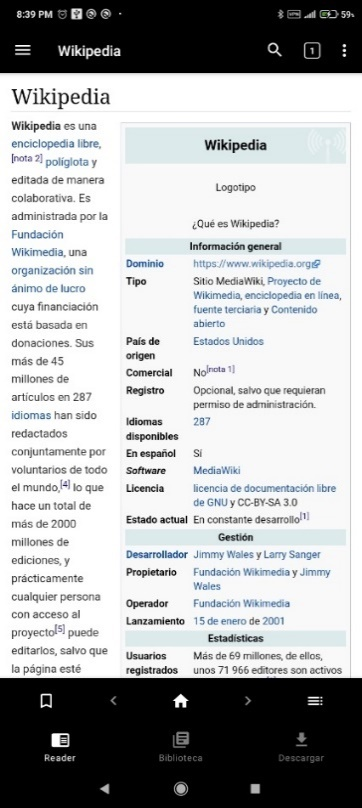 8:39 PM
59%
Wikipedia
1
Wikipedia
Wikipedia es una
enciclopedia libre,
[nota 2] políglota y
editada de manera
colaborativa. Es
administrada por la
Fundación
Wikimedia, una
organización sin
ánimo de lucro
cuya financiación
está basada en
donaciones. Sus
más de 45
millones de
artículos en 287
idiomas han sido
redactados
conjuntamente por
voluntarios de todo
el mundo,[4] lo que
hace un total de
más de 2000
millones de
ediciones, y
prácticamente
cualquier persona
con acceso al
proyecto[5] puede
editarlos, salvo que
la página esté
Wikipedia
Logotipo
¿Qué es Wikipedia?
Información general
Dominio https://www.wikipedia.org
Tipo Sitio MediaWiki, Proyecto de
Wikimedia, enciclopedia en línea,
fuente terciaria y Contenido
abierto
País de Estados Unidos
origen
Comercial No[nota 1]
Registro Opcional, salvo que requieran
permiso de administración.
Idiomas 287
disponibles
En español Sí
Software MediaWiki
Licencia licencia de documentación libre
de GNU y CC-BY-SA 3.0
Estado actual En constante desarrollo[1]
Gestión
Desarrollador Jimmy Wales y Larry Sanger
Propietario Fundación Wikimedia y Jimmy
Wales
Operador Fundación Wikimedia
Lanzamiento 15 de enero de 2001
Estadísticas
Usuarios Más de 69 millones, de ellos,
registrados unos 71 966 editores son activos
Reader
Biblioteca
Descargar